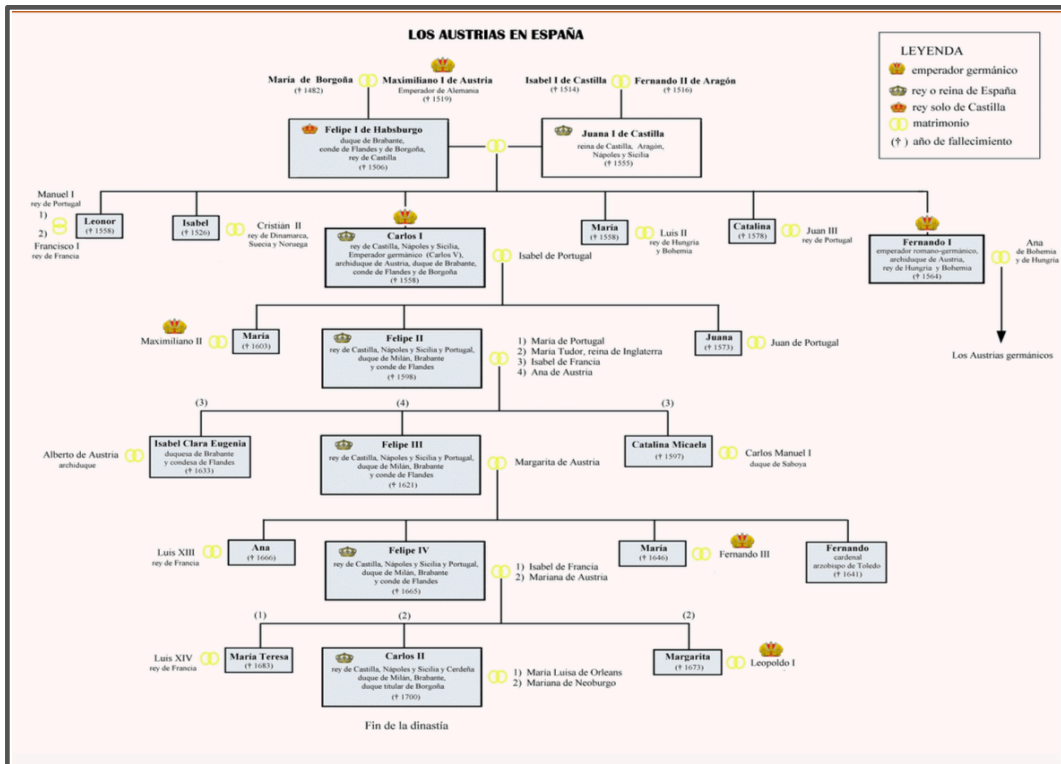 LOS AUSTRIAS EN ESPAÑA
LEYENDA
emperador germánico
rey o reina de España
rey solo de Castilla
matrimonio
(✝) año de fallecimiento
María de Borgoña
(✝ 1482)
Maximiliano I de Austria
Emperador de Alemania
(✝ 1519)
Isabel I de Castilla
(✝ 1514)
Fernando II de Aragón
(✝ 1516)
Felipe I de Habsburgo
duque de Brabante,
conde de Flandes y de Borgoña,
rey de Castilla
(✝ 1506)
Juana I de Castilla
reina de Castilla, Aragón,
Nápoles y Sicilia
(✝ 1555)
Manuel I
rey de Portugal
1)
2)
Francisco I
rey de Francia
Leonor
(✝ 1558)
Isabel
(✝ 1526)
Cristián II
rey de Dinamarca,
Suecia y Noruega
Carlos I
rey de Castilla, Nápoles y Sicilia,
Emperador germánico (Carlos V),
archiduque de Austria, duque de Brabante,
conde de Flandes y de Borgoña
(✝ 1558)
Isabel de Portugal
María
(✝ 1558)
Luis II
rey de Hungría
y Bohemia
Catalina
(✝ 1578)
Juan III
rey de Portugal
Fernando I
emperador romano-germánico,
archiduque de Austria,
rey de Hungría y Bohemia
(✝ 1564)
Ana
de Bohemia
y de Hungría
Los Austrias germánicos
Maximiliano II
María
(✝ 1603)
Felipe II
rey de Castilla, Nápoles y Sicilia y Portugal,
duque de Milán, Brabante
y conde de Flandes
(✝ 1598)
1) María de Portugal
2) María Tudor, reina de Inglaterra
3) Isabel de Francia
4) Ana de Austria
Juana
(✝ 1573)
Juan de Portugal
(3)
(4)
(3)
Alberto de Austria
archiduque
Isabel Clara Eugenia
duquesa de Brabante
y condesa de Flandes
(✝ 1633)
Felipe III
rey de Castilla, Nápoles y Sicilia y Portugal,
duque de Milán, Brabante
y conde de Flandes
(✝ 1621)
Margarita de Austria
Catalina Micaela
(✝ 1597)
Carlos Manuel I
duque de Saboya
Luis XIII
rey de Francia
Ana
(✝ 1666)
Felipe IV
rey de Castilla, Nápoles y Sicilia y Portugal,
duque de Milán, Brabante
y conde de Flandes
(✝ 1665)
1) Isabel de Francia
2) Mariana de Austria
María
(✝ 1646)
Fernando III
Fernando
cardenal
arzobispo de Toledo
(✝ 1641)
(1)
(2)
(2)
Luis XIV
rey de Francia
María Teresa
(✝ 1683)
Carlos II
rey de Castilla, Nápoles y Sicilia y Cerdeña
duque de Milán, Brabante,
duque titular de Borgoña
(✝ 1700)
1) María Luisa de Orleans
2) Mariana de Neoburgo
Margarita
(✝ 1673)
Leopoldo I
Fin de la dinastía